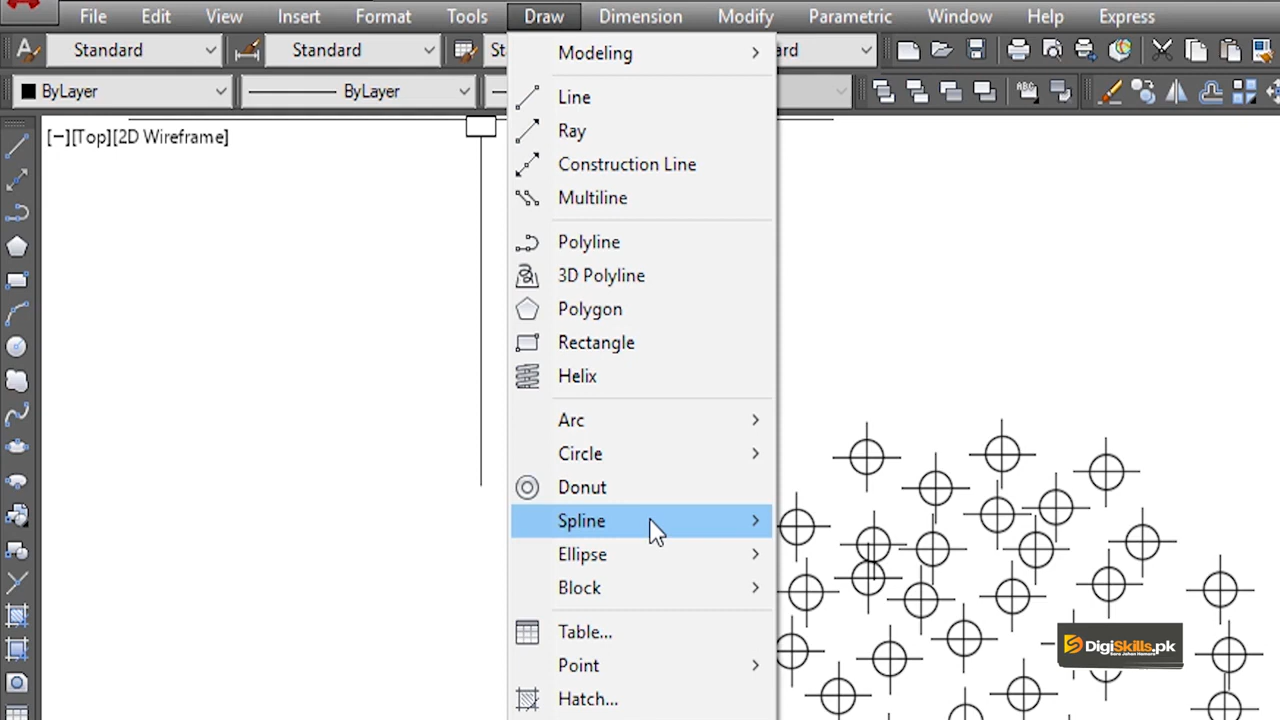 File Edit View Insert Format Tools Draw Dimension Modify Parametric Window Help Express
Standard Standard
ByLayer ByLayer
[−][Top][2D Wireframe]
Modeling
Line
Ray
Construction Line
Multiline
Polyline
3D Polyline
Polygon
Rectangle
Helix
Arc
Circle
Donut
Spline
Ellipse
Block
Table...
Point
Hatch...
DigiSkills.pk